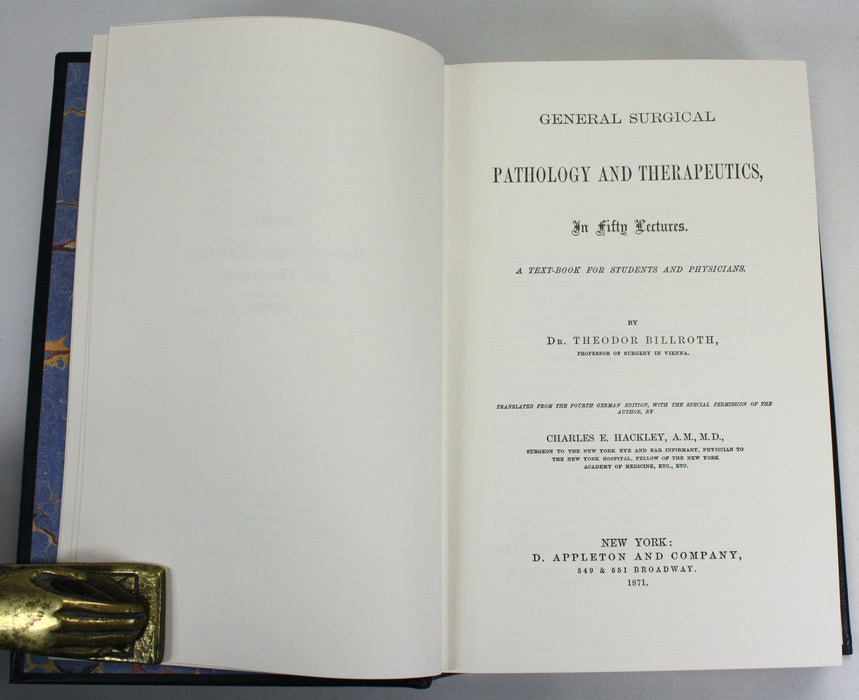 GENERAL SURGICAL
PATHOLOGY AND THERAPEUTICS,
In Fifty Lectures.
A TEXT-BOOK FOR STUDENTS AND PHYSICIANS.
BY
DR. THEODOR BILLROTH,
PROFESSOR OF SURGERY IN VIENNA.
TRANSLATED FROM THE FOURTH GERMAN EDITION, WITH THE SPECIAL PERMISSION OF THE
AUTHOR, BY
CHARLES E. HACKLEY, A.M., M.D.,
SURGEON TO THE NEW YORK EYE AND EAR INFIRMARY, PHYSICIAN TO
THE NEW YORK HOSPITAL, FELLOW OF THE NEW YORK
ACADEMY OF MEDICINE, ETC., ETC.
NEW YORK:
D. APPLETON AND COMPANY,
549 & 551 BROADWAY.
1871.